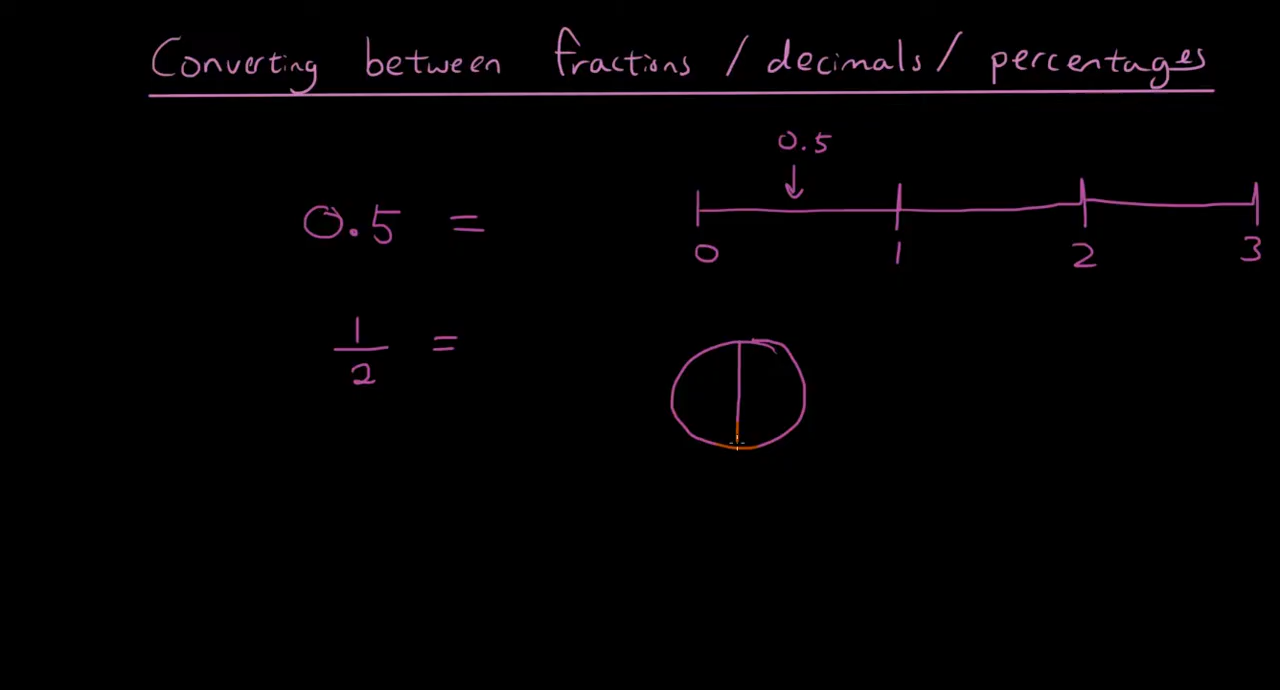 Converting between fractions / decimals / percentages
0.5
0.5 =
0 1 2 3
1/2 =